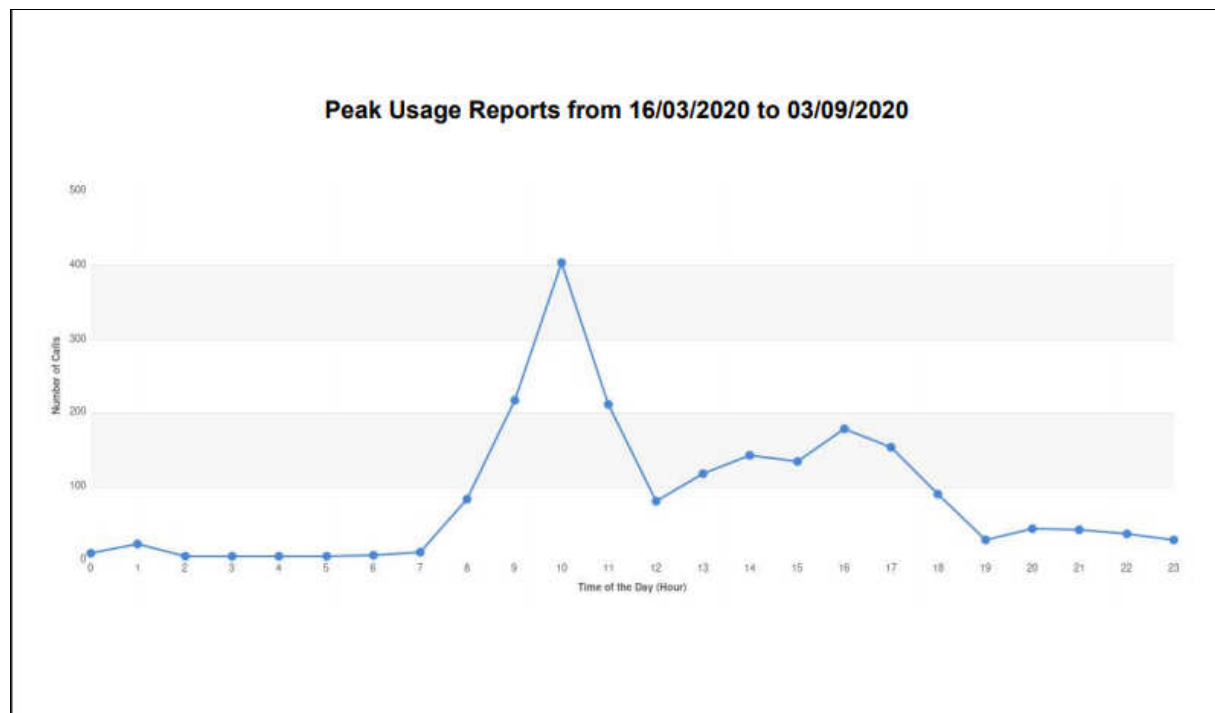 Peak Usage Reports from 16/03/2020 to 03/09/2020
500
400
300
200
100
0
Number of Calls
0 1 2 3 4 5 6 7 8 9 10 11 12 13 14 15 16 17 18 19 20 21 22 23
Time of the Day (Hour)